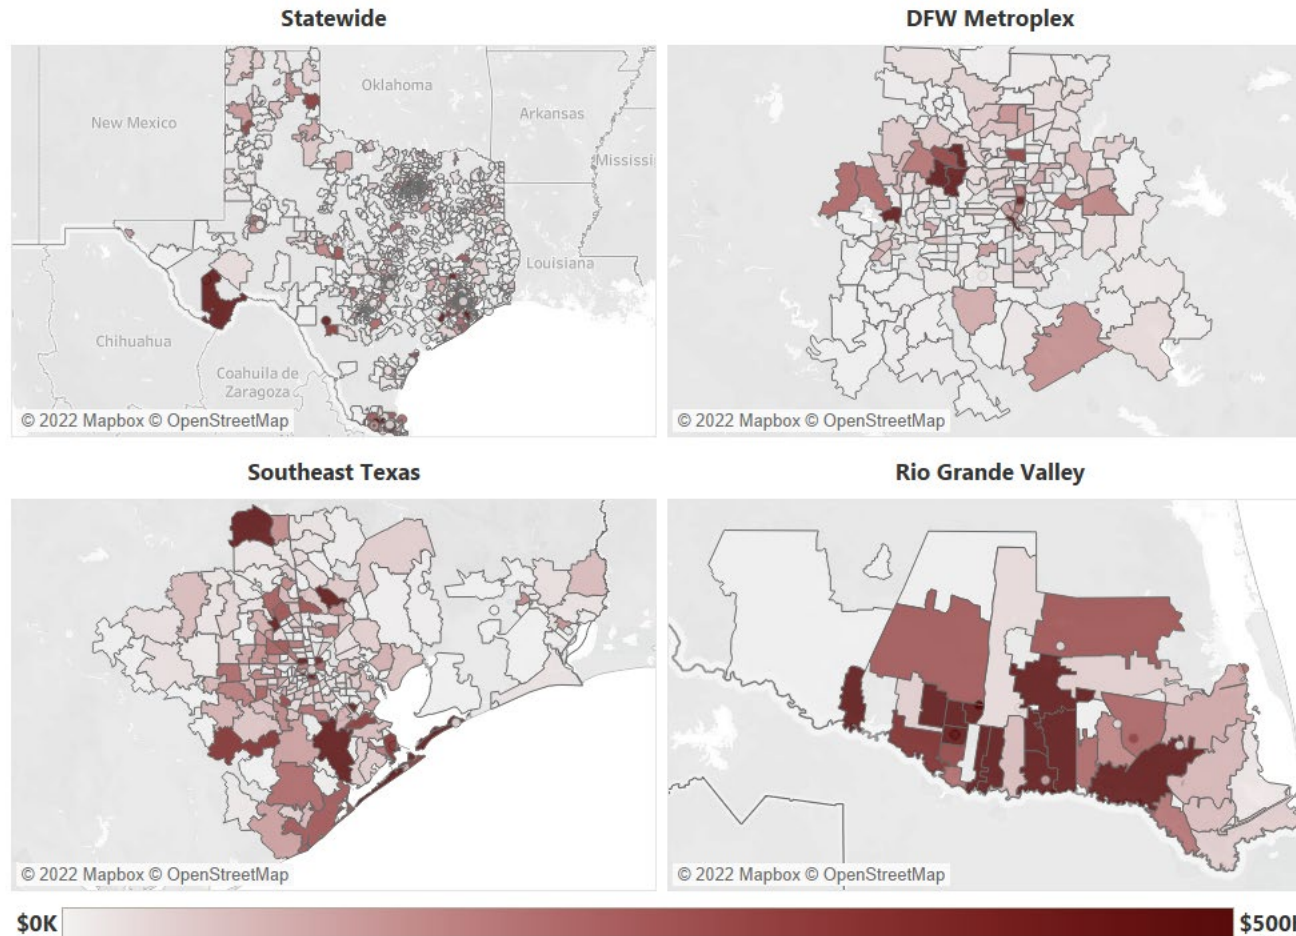 Statewide
DFW Metroplex
Oklahoma
New Mexico
Arkansas
Louisiana
Chihuahua
Coahuila de
Zaragoza
© 2022 Mapbox © OpenStreetMap
© 2022 Mapbox © OpenStreetMap
Southeast Texas
Rio Grande Valley
© 2022 Mapbox © OpenStreetMap
© 2022 Mapbox © OpenStreetMap
$0K